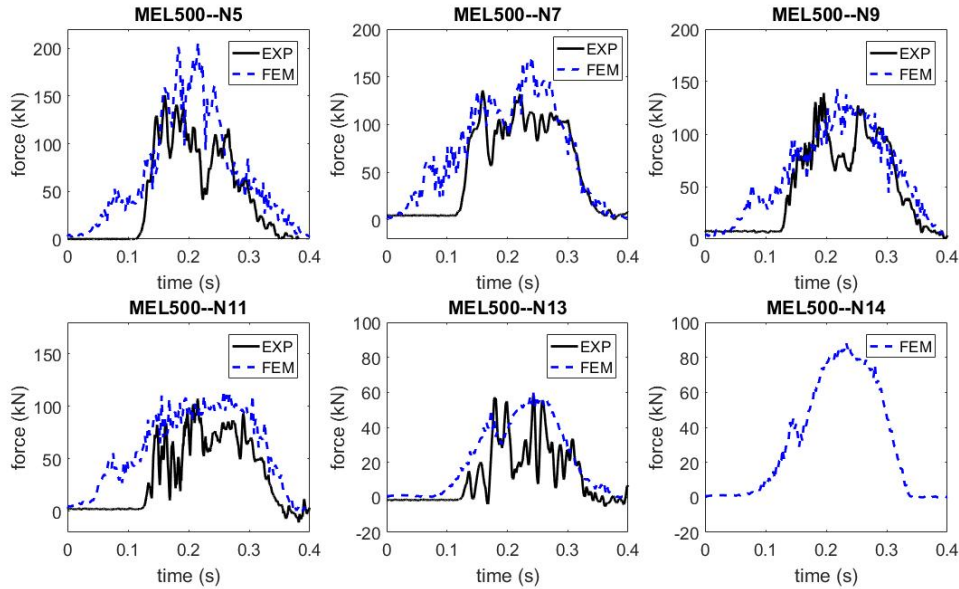 MEL500--N5
EXP
FEM
force (kN)
200
150
100
50
0
0
0.1
0.2
0.3
0.4
time (s)
MEL500--N7
EXP
FEM
force (kN)
200
150
100
50
0
0
0.1
0.2
0.3
0.4
time (s)
MEL500--N9
EXP
FEM
force (kN)
200
150
100
50
0
0
0.1
0.2
0.3
0.4
time (s)
MEL500--N11
EXP
FEM
force (kN)
150
100
50
0
0
0.1
0.2
0.3
0.4
time (s)
MEL500--N13
EXP
FEM
force (kN)
100
80
60
40
20
0
-20
0
0.1
0.2
0.3
0.4
time (s)
MEL500--N14
FEM
force (kN)
100
80
60
40
20
0
-20
0
0.1
0.2
0.3
0.4
time (s)